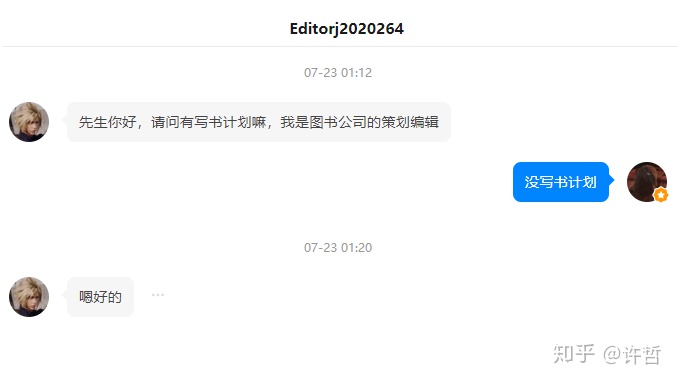 Editorj2020264
07-23 01:12
先生你好，请问有写书计划嘛，我是图书公司的策划编辑
没写书计划
07-23 01:20
嗯好的
知乎 @许哲